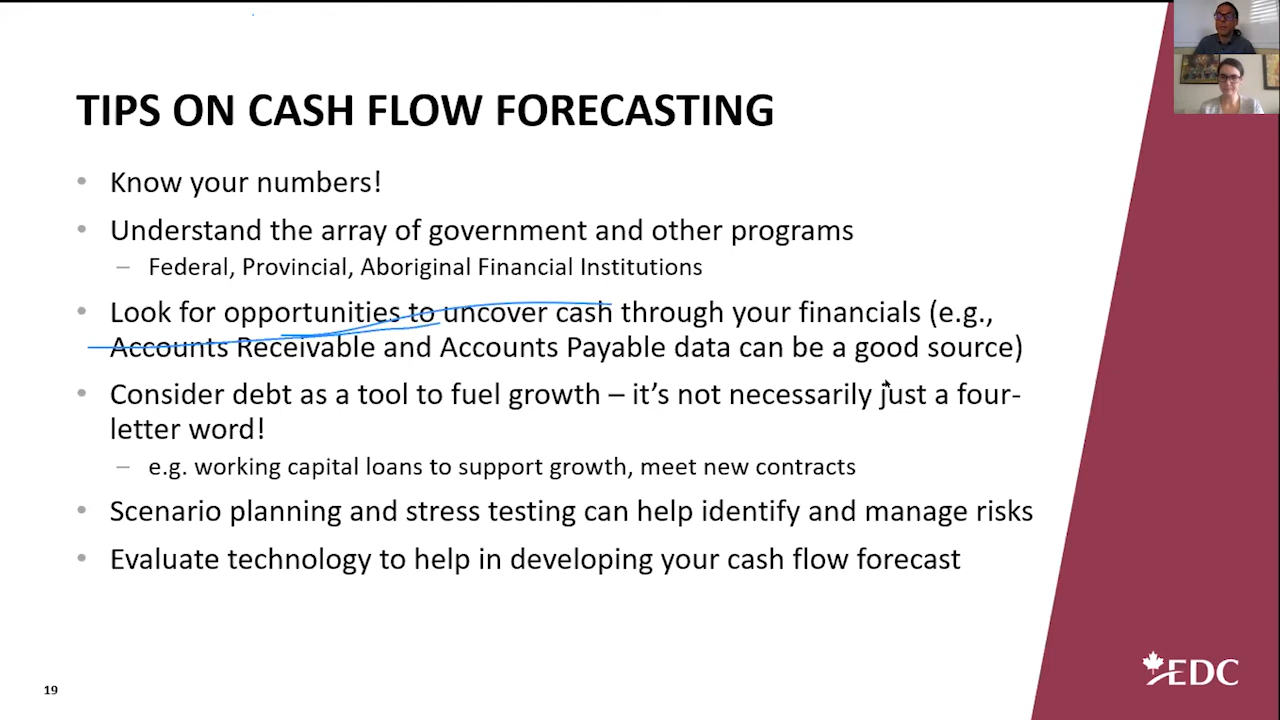 TIPS ON CASH FLOW FORECASTING
• Know your numbers!
• Understand the array of government and other programs
– Federal, Provincial, Aboriginal Financial Institutions
• Look for opportunities to uncover cash through your financials (e.g.,
Accounts Receivable and Accounts Payable data can be a good source)
• Consider debt as a tool to fuel growth – it's not necessarily just a four-
letter word!
– e.g. working capital loans to support growth, meet new contracts
• Scenario planning and stress testing can help identify and manage risks
• Evaluate technology to help in developing your cash flow forecast
19
EDC